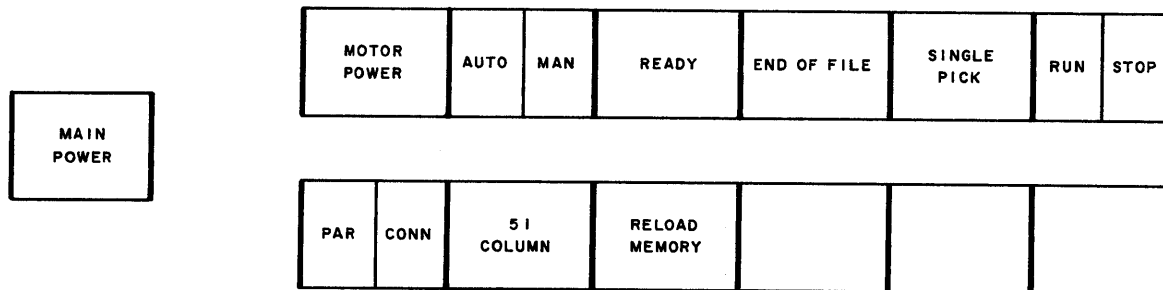 MAIN
POWER
MOTOR
POWER
AUTO
MAN
READY
END OF FILE
SINGLE
PICK
RUN
STOP
PAR
CONN
51
COLUMN
RELOAD
MEMORY